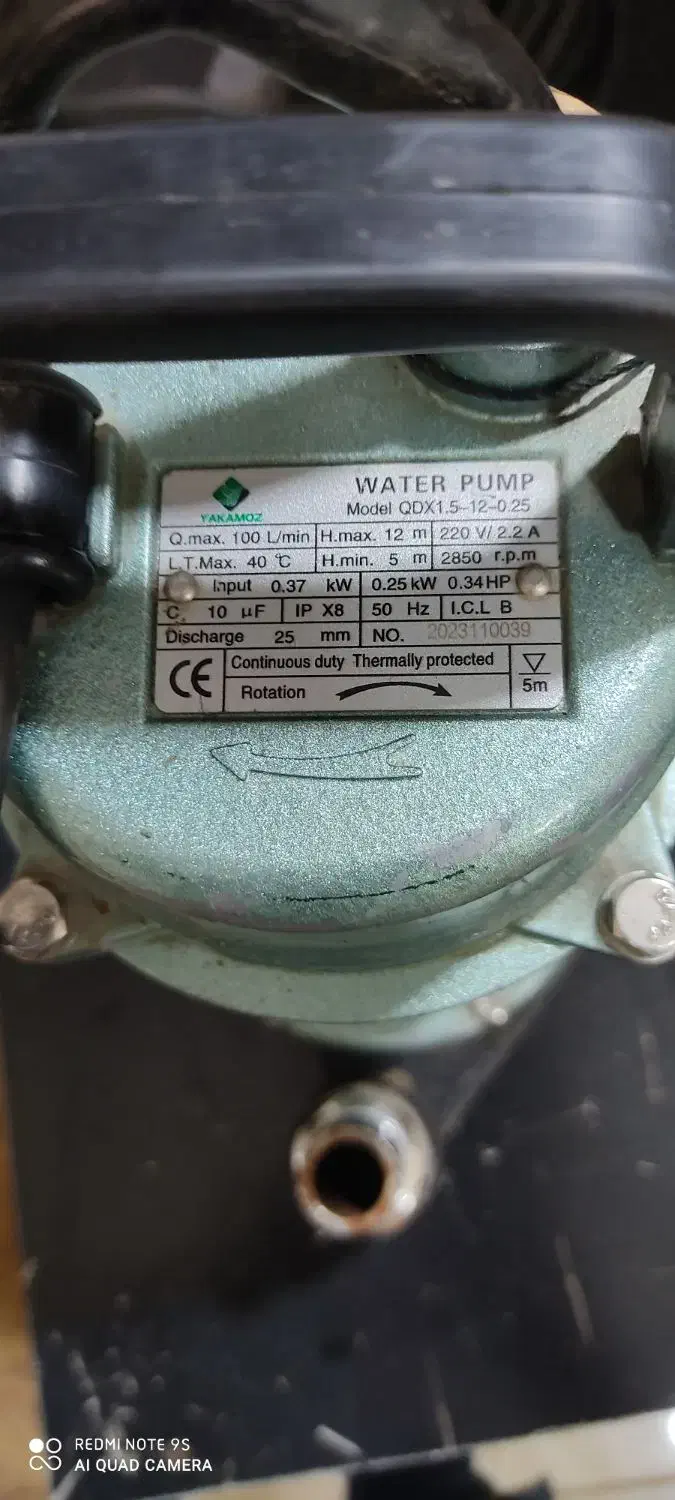 WATER PUMP
YAKAMOZ
Model QDX1.5-12-0.25
Q.max. 100 L/min H.max. 12 m 220 V/ 2.2 A
L.T.Max. 40 ℃ H.min. 5 m 2850 r.p.m
Input 0.37 kW 0.25 kW 0.34 HP
C. 10 μF IP X8 50 Hz I.C.L B
Discharge 25 mm NO. 2023110039
CE Continuous duty Thermally protected
Rotation 5m
REDMI NOTE 9S
AI QUAD CAMERA